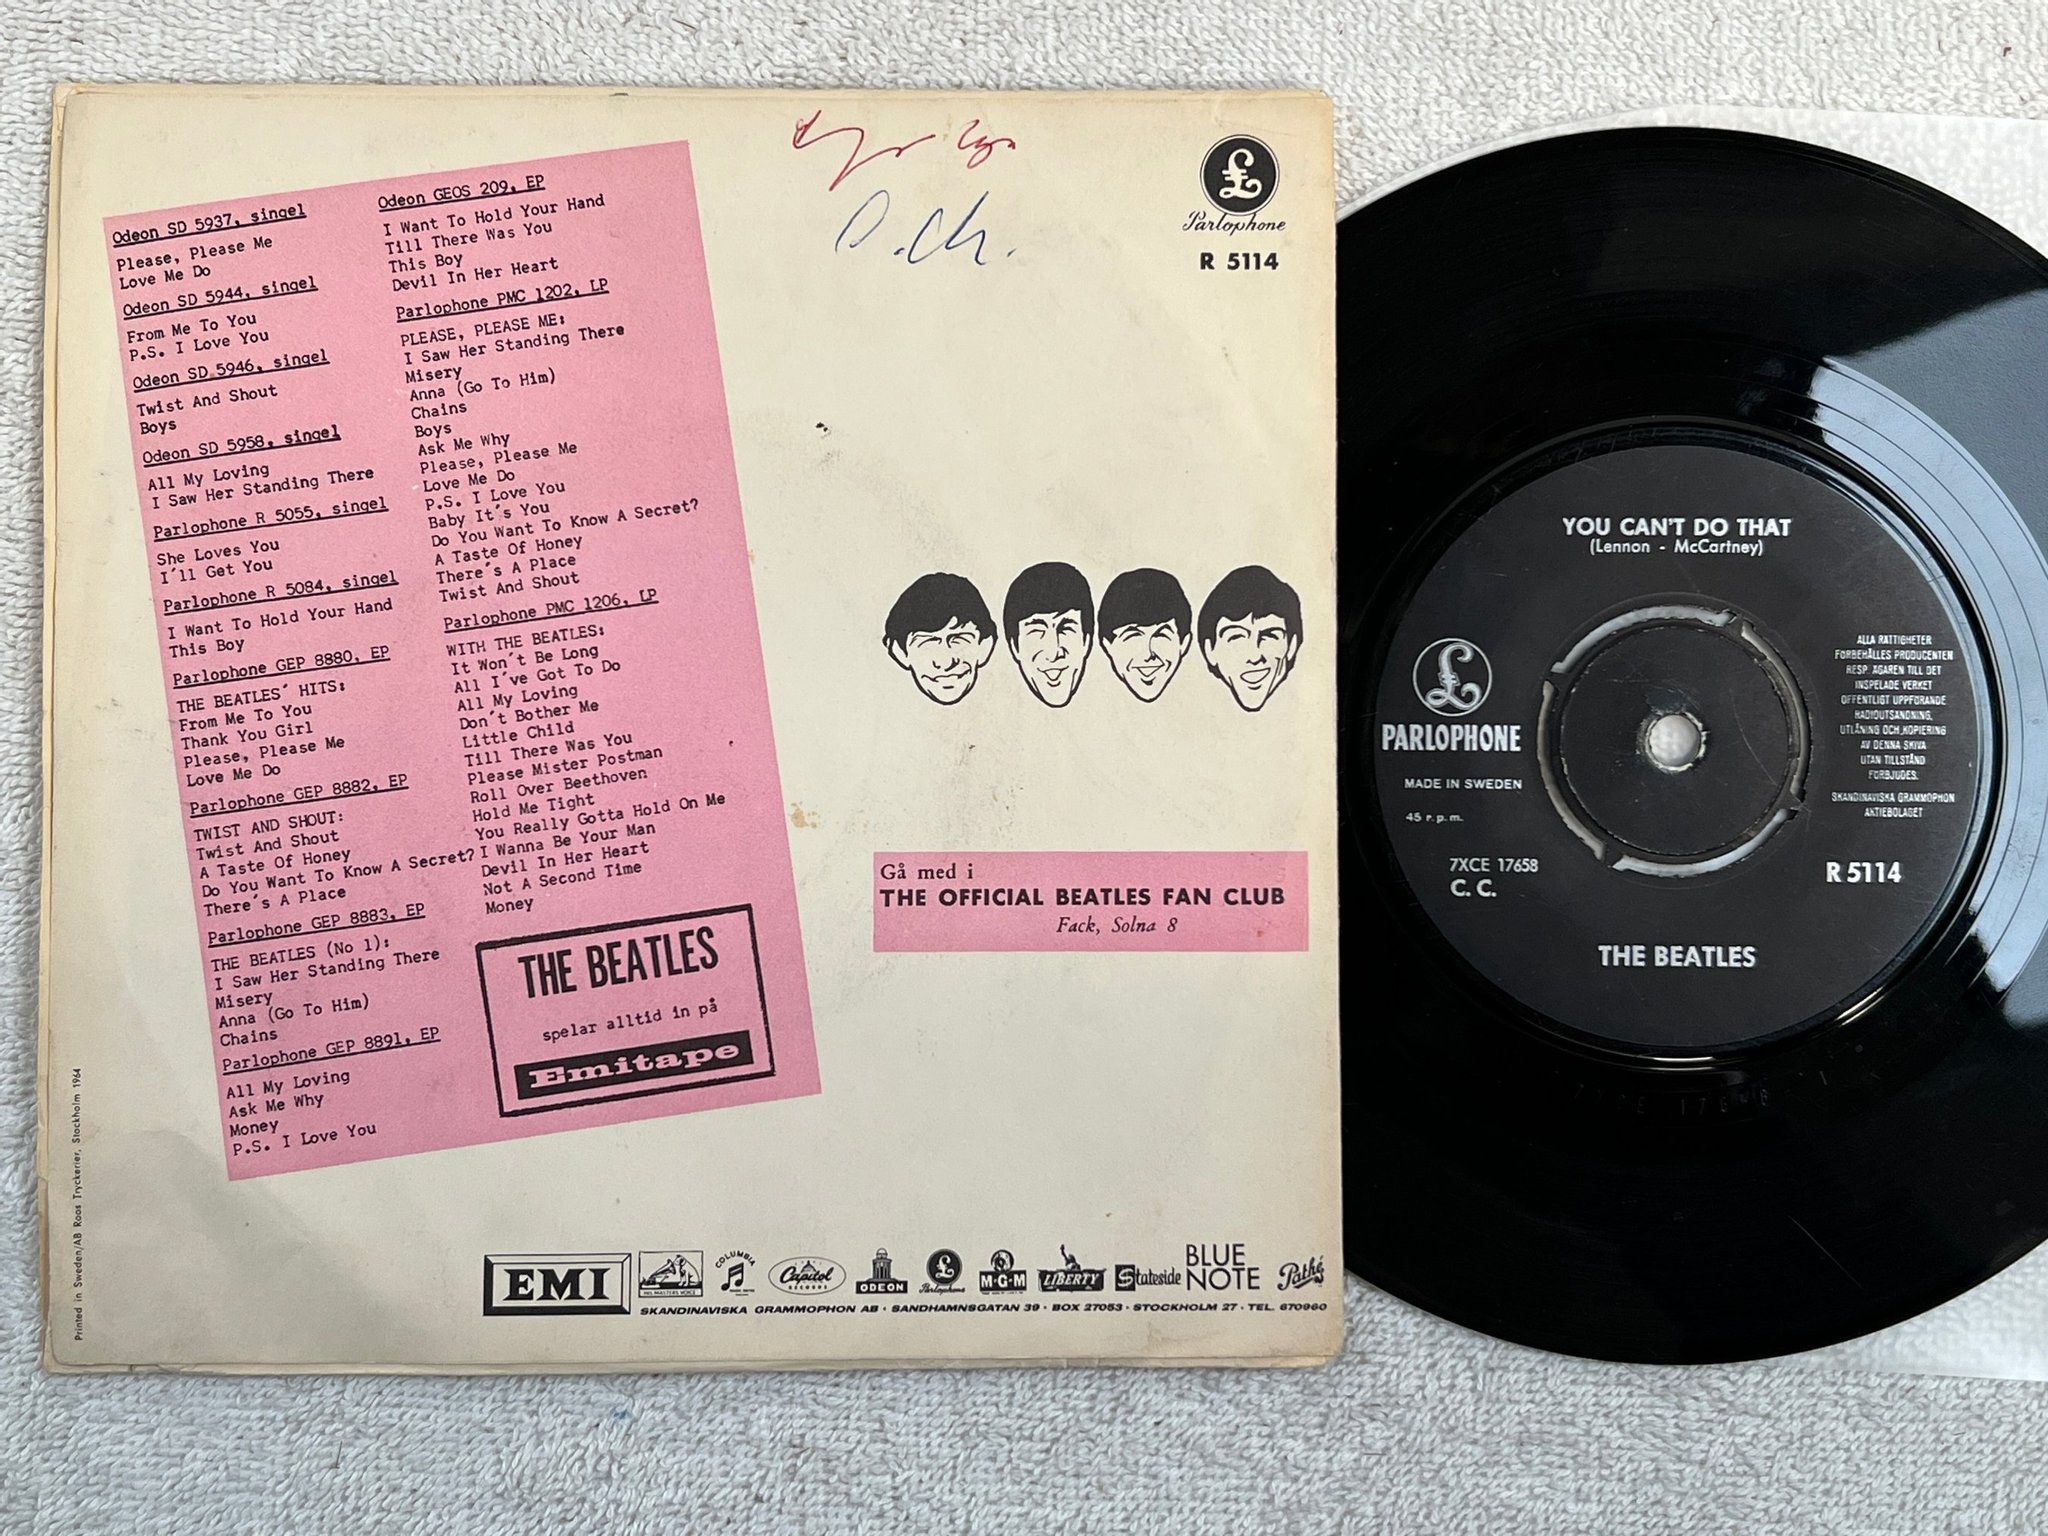 Odeon SD 5937, singel
Please, Please Me
Love Me Do
Odeon SD 5944, singel
From Me To You
P.S. I Love You
Odeon SD 5946, singel
Twist And Shout
Boys
Odeon SD 5958, singel
All My Loving
I Saw Her Standing There
Parlophone R 5055, singel
She Loves You
I'll Get You
Parlophone R 5084, singel
I Want To Hold Your Hand
This Boy
Parlophone GEP 8880, EP
THE BEATLES' HITS:
From Me To You
Thank You Girl
Please, Please Me
Love Me Do
Parlophone GEP 8882, EP
TWIST AND SHOUT:
Twist And Shout
A Taste Of Honey
Do You Want To Know A Secret?
There's A Place
Parlophone GEP 8883, EP
THE BEATLES (No 1):
I Saw Her Standing There
Misery
Anna (Go To Him)
Chains
Parlophone GEP 8891, EP
All My Loving
Ask Me Why
Money
P.S. I Love You
Odeon GEOS 209, EP
I Want To Hold Your Hand
Till There Was You
This Boy
Devil In Her Heart
Parlophone PMC 1202, LP
PLEASE, PLEASE ME:
I Saw Her Standing There
Misery
Anna (Go To Him)
Chains
Boys
Ask Me Why
Please, Please Me
Love Me Do
P.S. I Love You
Baby It's You
Do You Want To Know A Secret?
A Taste Of Honey
There's A Place
Twist And Shout
Parlophone PMC 1206, LP
WITH THE BEATLES:
It Won't Be Long
All I've Got To Do
All My Loving
Don't Bother Me
Little Child
Till There Was You
Please Mister Postman
Roll Over Beethoven
Hold Me Tight
You Really Gotta Hold On Me
I Wanna Be Your Man
Devil In Her Heart
Not A Second Time
Money
THE BEATLES
spelar alltid in på
Emitape
£
Parlophone
R 5114
Gå med i
THE OFFICIAL BEATLES FAN CLUB
Fack, Solna 8
Printed in Sweden/AB Roos Tryckerier, Stockholm 1964
EMI
HIS MASTERS VOICE
COLUMBIA
Capitol
RECORDS
ODEON
£
Parlophone
M-G-M
LIBERTY
Stateside
BLUE NOTE
Pathé
SKANDINAVISKA GRAMMOPHON AB · SANDHAMNSGATAN 39 · BOX 27053 · STOCKHOLM 27 · TEL. 670960
YOU CAN'T DO THAT
(Lennon - McCartney)
£
PARLOPHONE
MADE IN SWEDEN
45 r.p.m.
7XCE 17658
C. C.
ALLA RÄTTIGHETER
FÖRBEHÅLLES PRODUCENTEN
RESP. ÄGAREN TILL DET
INSPELADE VERKET
OFFENTLIGT UPPFÖRANDE
RADIOUTSÄNDNING,
UTLÅNING OCH KOPIERING
AV DENNA SKIVA
UTAN TILLSTÅND
FÖRBJUDES.
SKANDINAVISKA GRAMMOPHON
AKTIEBOLAGET
R 5114
THE BEATLES